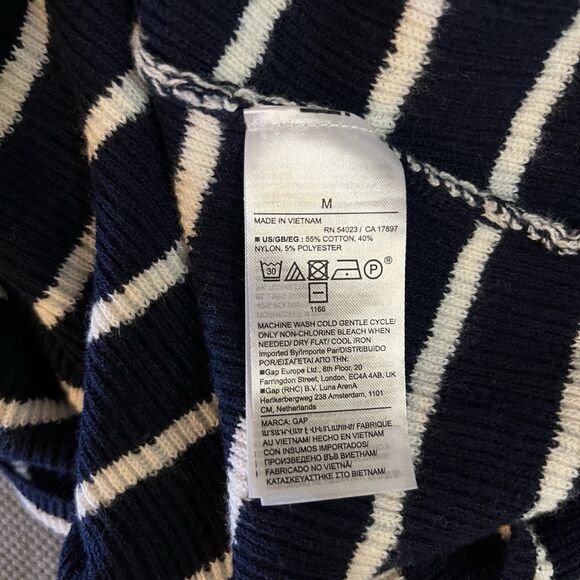 M
MADE IN VIETNAM
RN 54023 / CA 17897
■ US/GB/EG : 55% COTTON, 40%
NYLON, 5% POLYESTER
30
P
1166
MACHINE WASH COLD GENTLE CYCLE/
ONLY NON-CHLORINE BLEACH WHEN
NEEDED/ DRY FLAT/ COOL IRON
Imported By/Importe Par/DISTRIBUIDO
POR/ΕΙΣΑΓΕΤΑΙ ΑΠΟ ΤΗΝ:
■Gap Europe Ltd., 8th Floor, 20
Farringdon Street, London, EC4A 4AB, UK
■Gap (RHC) B.V. Luna ArenA
Herikerbergweg 238 Amsterdam, 1101
CM, Netherlands
MARCA: GAP
ԱՐՏԱԴՐՎԱԾ Է ՎԻԵՏՆԱՄՈՒՄ/ FABRIQUE
AU VIETNAM/ HECHO EN VIETNAM
CON INSUMOS IMPORTADOS/
ПРОИЗВЕДЕНО ВЪВ ВИЕТНАМ/
FABRICADO NO VIETNÃ/
ΚΑΤΑΣΚΕΥΑΖΕΤΑΙ ΣΤΟ ΒΙΕΤΝΑΜ/